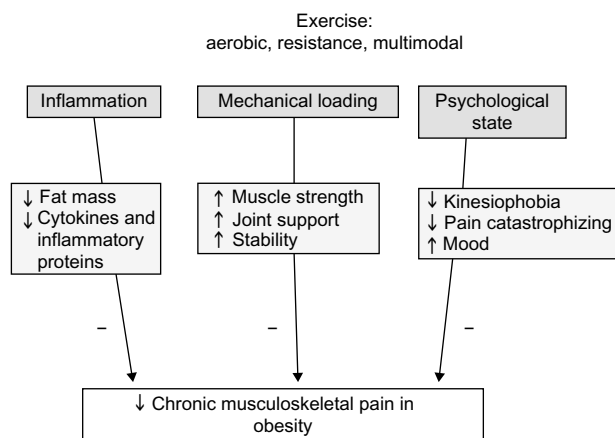 Exercise:
aerobic, resistance, multimodal
Inflammation
Mechanical loading
Psychological
state
↓ Fat mass
↓ Cytokines and
inflammatory
proteins
↑ Muscle strength
↑ Joint support
↑ Stability
↓ Kinesiophobia
↓ Pain catastrophizing
↑ Mood
–
–
–
↓ Chronic musculoskeletal pain in
obesity